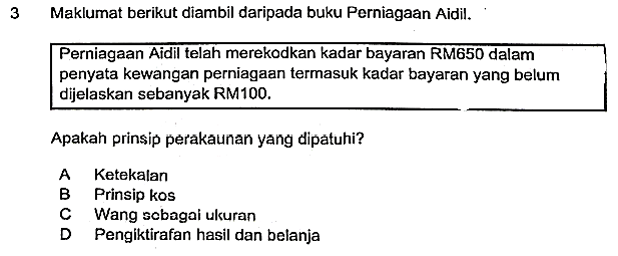 3 Maklumat berikut diambil daripada buku Perniagaan Aidil.
Perniagaan Aidil telah merekodkan kadar bayaran RM650 dalam
penyata kewangan perniagaan termasuk kadar bayaran yang belum
dijelaskan sebanyak RM100.
Apakah prinsip perakaunan yang dipatuhi?
A Ketekalan
B Prinsip kos
C Wang sebagai ukuran
D Pengiktirafan hasil dan belanja